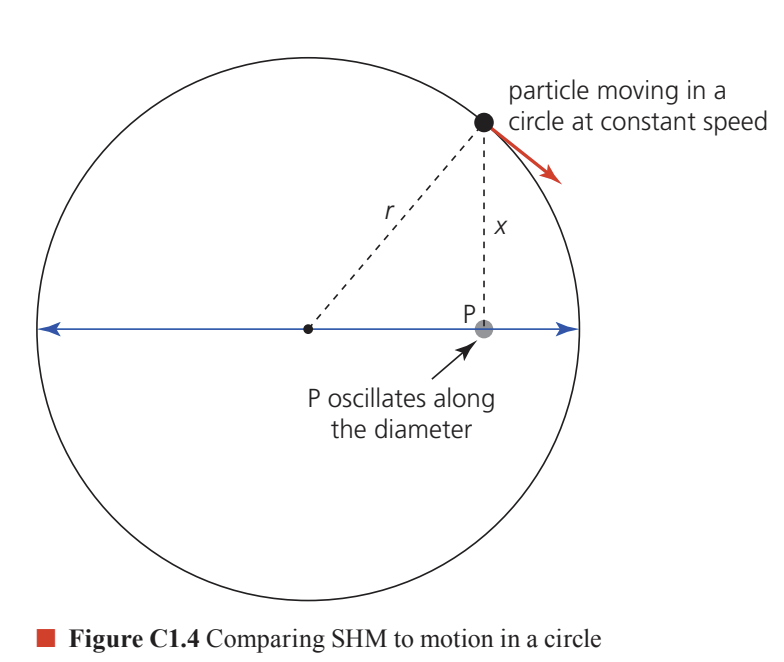 particle moving in a
circle at constant speed
r
x
P
P oscillates along
the diameter
Figure C1.4 Comparing SHM to motion in a circle